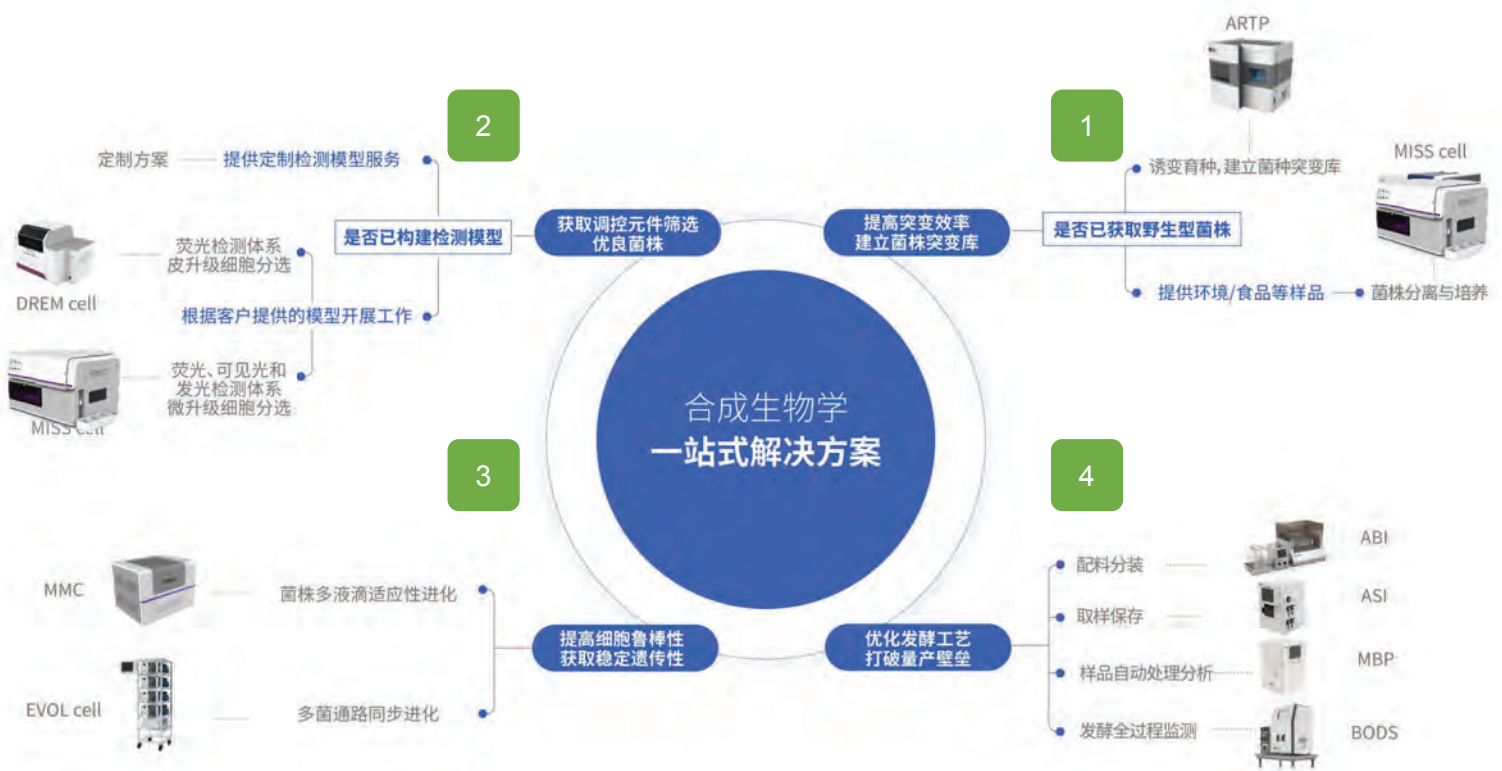 合成生物学
一站式解决方案
1
提高突变效率
建立菌株突变库
是否已获取野生型菌株
ARTP
诱变育种,建立菌种突变库
MISS cell
提供环境/食品等样品
菌株分离与培养
2
获取调控元件筛选
优良菌株
是否已构建检测模型
定制方案
提供定制检测模型服务
根据客户提供的模型开展工作
荧光检测体系
皮升级细胞分选
DREM cell
荧光、可见光和
发光检测体系
微升级细胞分选
MISS cell
3
提高细胞鲁棒性
获取稳定遗传性
MMC
菌株多液滴适应性进化
EVOL cell
多菌通路同步进化
4
优化发酵工艺
打破量产壁垒
配料分装
ABI
取样保存
ASI
样品自动处理分析
MBP
发酵全过程监测
BODS